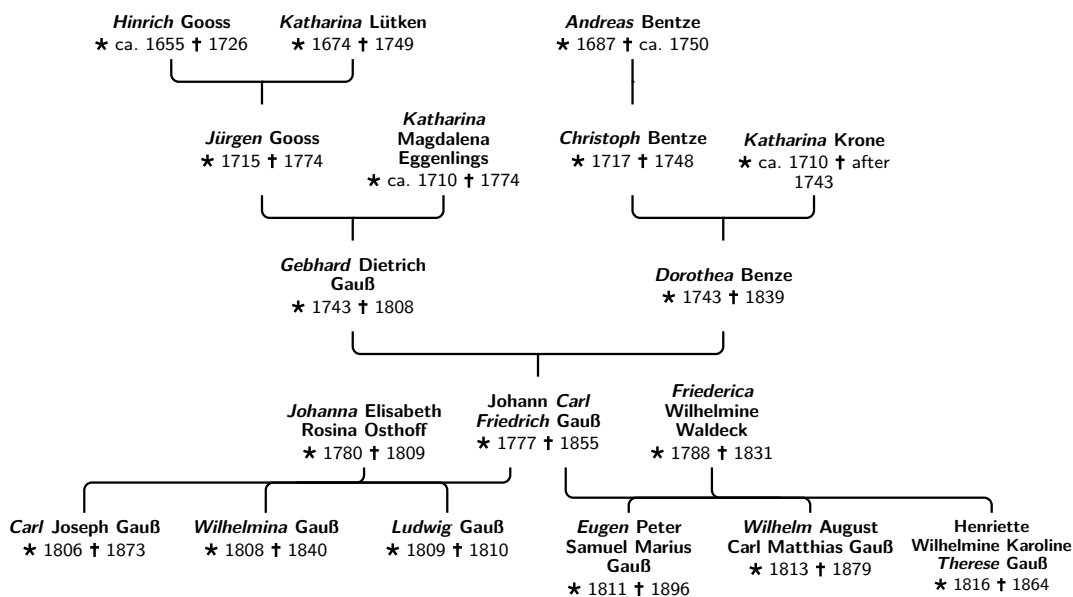 Hinrich Gooss
★ ca. 1655 † 1726
Katharina Lütken
★ 1674 † 1749
Andreas Bentze
★ 1687 † ca. 1750
Jürgen Gooss
★ 1715 † 1774
Katharina
Magdalena
Eggenlings
★ ca. 1710 † 1774
Christoph Bentze
★ 1717 † 1748
Katharina Krone
★ ca. 1710 † after
1743
Gebhard Dietrich
Gauß
★ 1743 † 1808
Dorothea Benze
★ 1743 † 1839
Johanna Elisabeth
Rosina Osthoff
★ 1780 † 1809
Johann Carl
Friedrich Gauß
★ 1777 † 1855
Friederica
Wilhelmine
Waldeck
★ 1788 † 1831
Carl Joseph Gauß
★ 1806 † 1873
Wilhelmina Gauß
★ 1808 † 1840
Ludwig Gauß
★ 1809 † 1810
Eugen Peter
Samuel Marius
Gauß
★ 1811 † 1896
Wilhelm August
Carl Matthias Gauß
★ 1813 † 1879
Henriette
Wilhelmine Karoline
Therese Gauß
★ 1816 † 1864